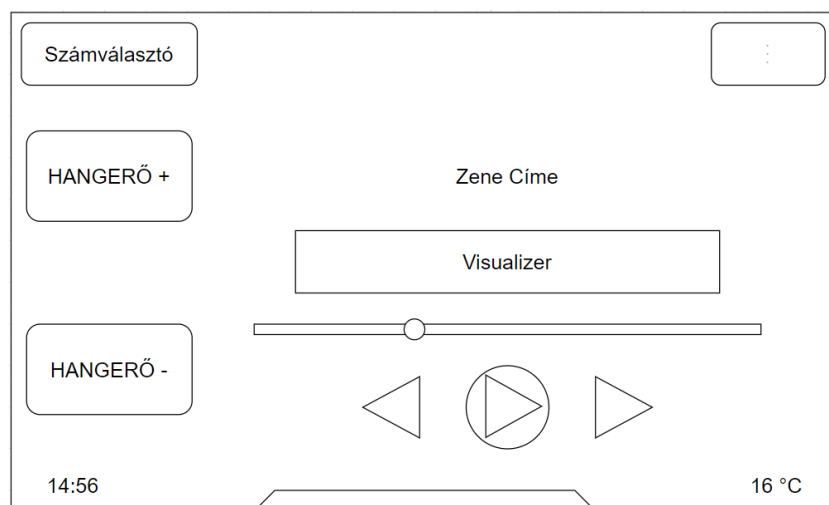 Számválasztó
HANGERŐ +
Zene Címe
Visualizer
HANGERŐ -
14:56
16 °C